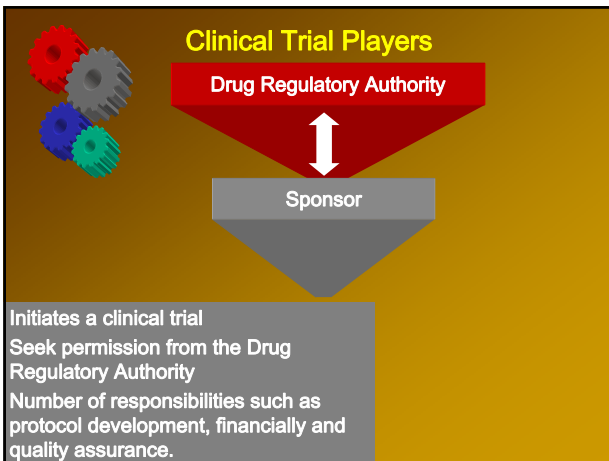 Clinical Trial Players
Drug Regulatory Authority
Sponsor
Initiates a clinical trial
Seek permission from the Drug
Regulatory Authority
Number of responsibilities such as
protocol development, financially and
quality assurance.